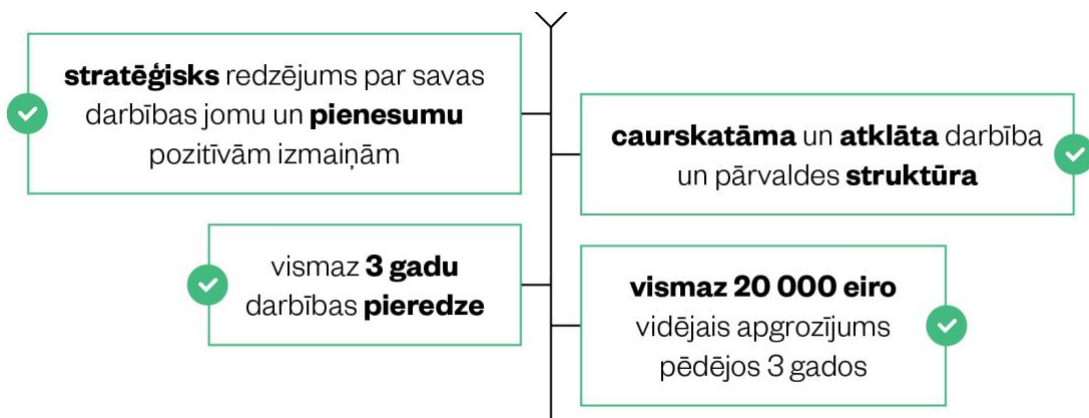 stratēģisks redzējums par savas
darbības jomu un pienesumu
pozitīvām izmaiņām
caurskatāma un atklāta darbība
un pārvaldes struktūra
vismaz 3 gadu
darbības pieredze
vismaz 20 000 eiro
vidējais apgrozījums
pēdējos 3 gados